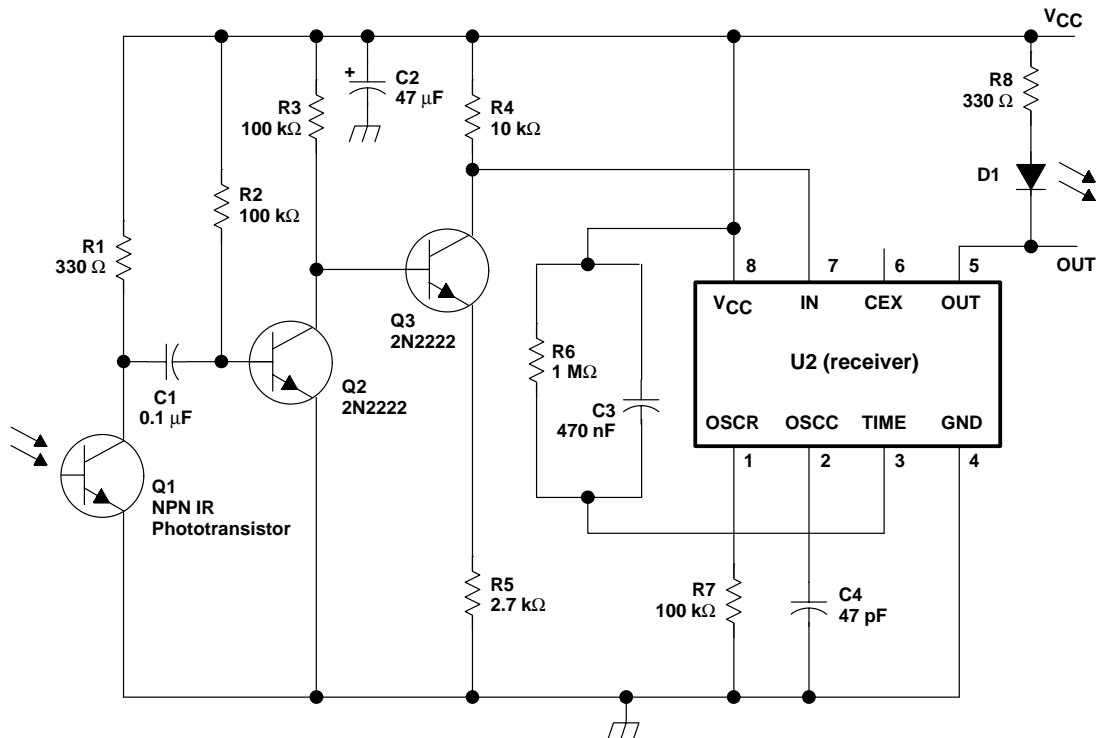 VCC
R8
330 Ω
C2
47 μF
+
R3
100 kΩ
R4
10 kΩ
D1
R2
100 kΩ
R1
330 Ω
OUT
8 7 6 5
VCC IN CEX OUT
Q3
2N2222
U2 (receiver)
R6
1 MΩ
Q2
2N2222
C1
0.1 μF
C3
470 nF
OSCR OSCC TIME GND
1 2 3 4
Q1
NPN IR
Phototransistor
R5
2.7 kΩ
R7
100 kΩ
C4
47 pF